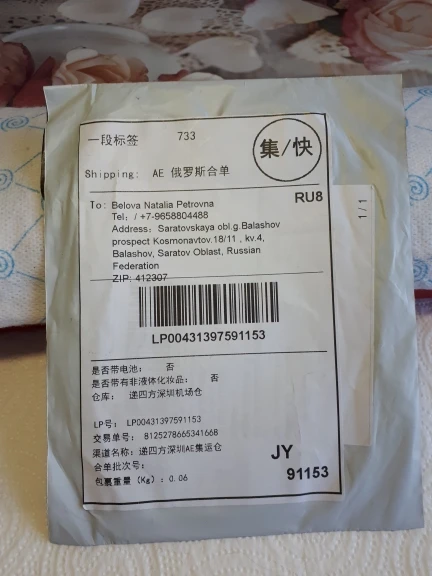 一段标签 733
集/快
Shipping: AE 俄罗斯合单
RU8
To: Belova Natalia Petrovna
Tel: / +7-9658804488
Address: Saratovskaya obl.g.Balashov
prospect Kosmonavtov.18/11 , kv.4,
Balashov, Saratov Oblast, Russian
Federation
ZIP: 412307
1/1
LP00431397591153
是否带电池: 否
是否带有非液体化妆品: 否
仓库: 递四方深圳机场仓
LP号: LP00431397591153
交易单号: 8125278665341668
渠道名称: 递四方深圳AE集运仓
合单批次号:
包裹重量(Kg): 0.06
JY
91153